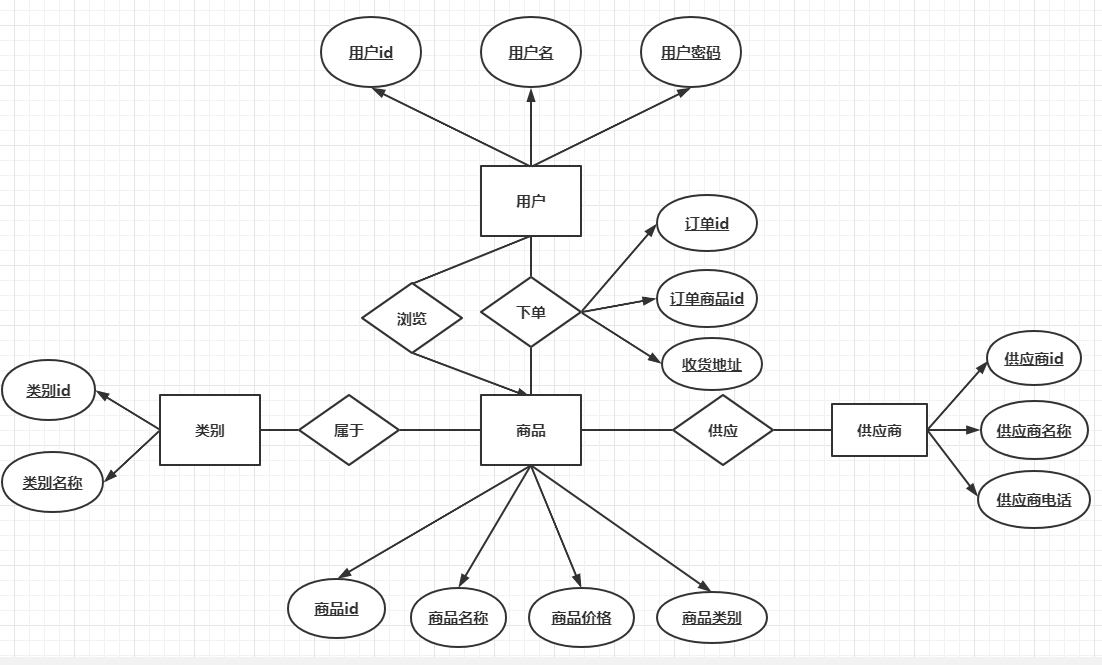 用户id
用户名
用户密码
用户
订单id
订单商品id
收货地址
浏览
下单
类别id
类别名称
类别
属于
商品
供应
供应商
供应商id
供应商名称
供应商电话
商品id
商品名称
商品价格
商品类别